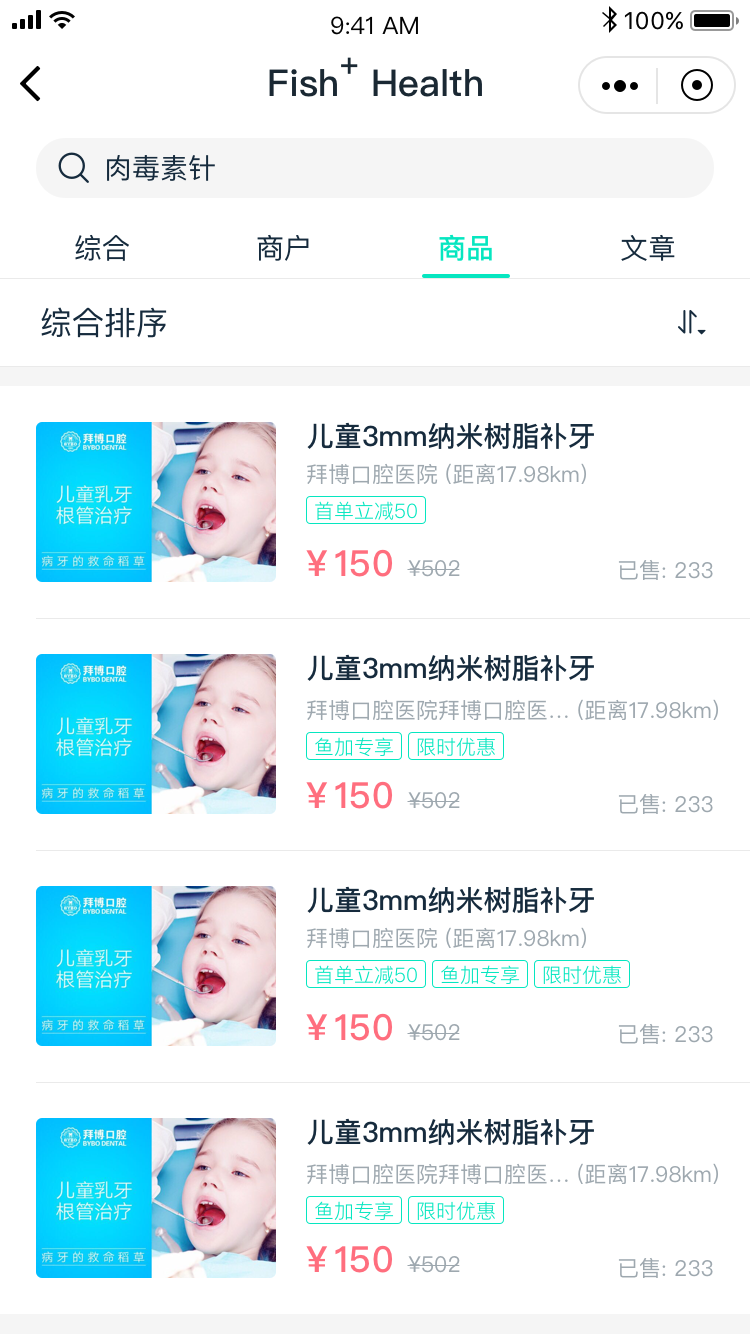 9:41 AM
100%
Fish+ Health
肉毒素针
综合 商户 商品 文章
综合排序
拜博口腔
BYBO DENTAL
儿童乳牙
根管治疗
病牙的救命稻草
儿童3mm纳米树脂补牙
拜博口腔医院 (距离17.98km)
首单立减50
¥150 ¥502 已售: 233
拜博口腔
BYBO DENTAL
儿童乳牙
根管治疗
病牙的救命稻草
儿童3mm纳米树脂补牙
拜博口腔医院拜博口腔医... (距离17.98km)
鱼加专享 限时优惠
¥150 ¥502 已售: 233
拜博口腔
BYBO DENTAL
儿童乳牙
根管治疗
病牙的救命稻草
儿童3mm纳米树脂补牙
拜博口腔医院 (距离17.98km)
首单立减50 鱼加专享 限时优惠
¥150 ¥502 已售: 233
拜博口腔
BYBO DENTAL
儿童乳牙
根管治疗
病牙的救命稻草
儿童3mm纳米树脂补牙
拜博口腔医院拜博口腔医... (距离17.98km)
鱼加专享 限时优惠
¥150 ¥502 已售: 233